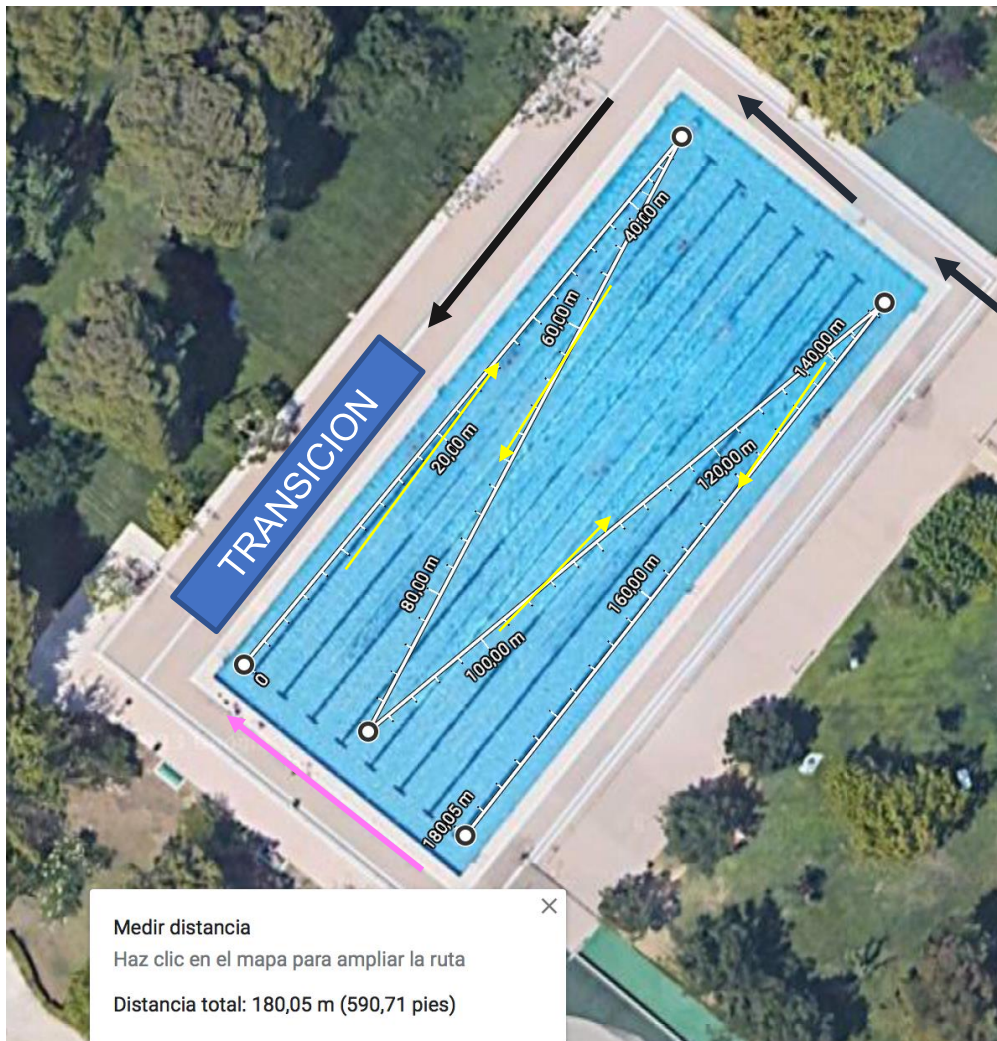 40,00 m
60,00 m
140,00 m
20,00 m
120,00 m
TRANSICION
80,00 m
160,00 m
100,00 m
0
180,05 m
Medir distancia
Haz clic en el mapa para ampliar la ruta
Distancia total: 180,05 m (590,71 pies)